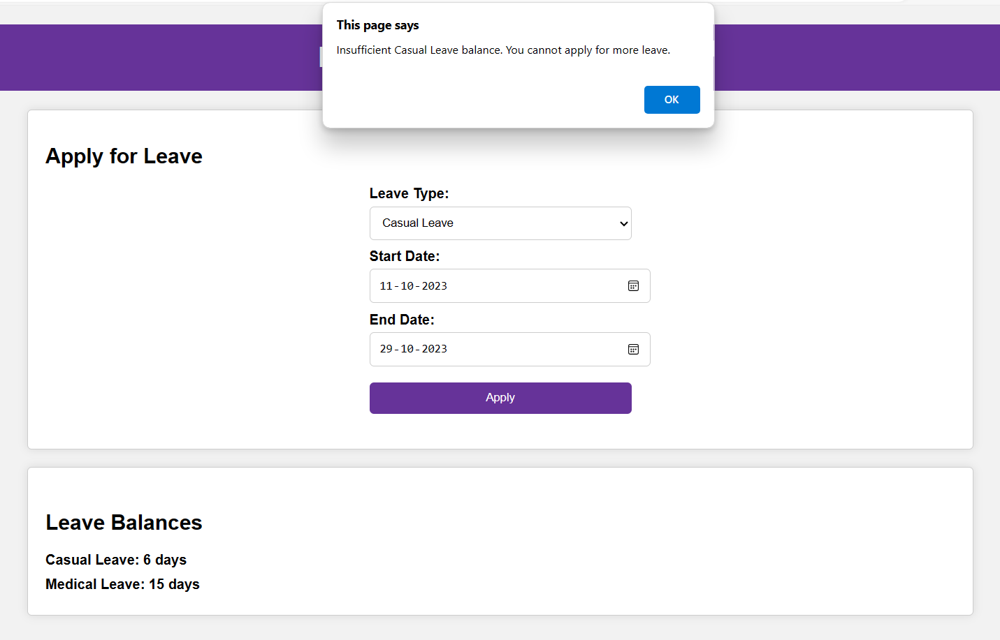 This page says
Insufficient Casual Leave balance. You cannot apply for more leave.
OK
Apply for Leave
Leave Type:
Casual Leave
Start Date:
11-10-2023
End Date:
29-10-2023
Apply
Leave Balances
Casual Leave: 6 days
Medical Leave: 15 days